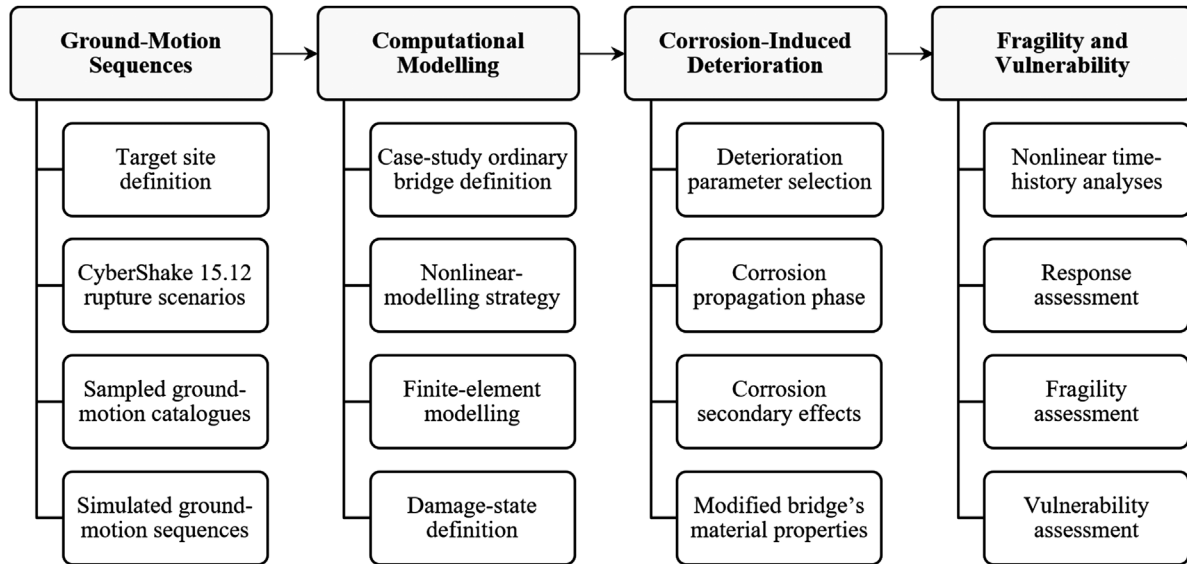 Ground-Motion
Sequences
Target site
definition
CyberShake 15.12
rupture scenarios
Sampled ground-
motion catalogues
Simulated ground-
motion sequences
Computational
Modelling
Case-study ordinary
bridge definition
Nonlinear-
modelling strategy
Finite-element
modelling
Damage-state
definition
Corrosion-Induced
Deterioration
Deterioration
parameter selection
Corrosion
propagation phase
Corrosion
secondary effects
Modified bridge’s
material properties
Fragility and
Vulnerability
Nonlinear time-
history analyses
Response
assessment
Fragility
assessment
Vulnerability
assessment